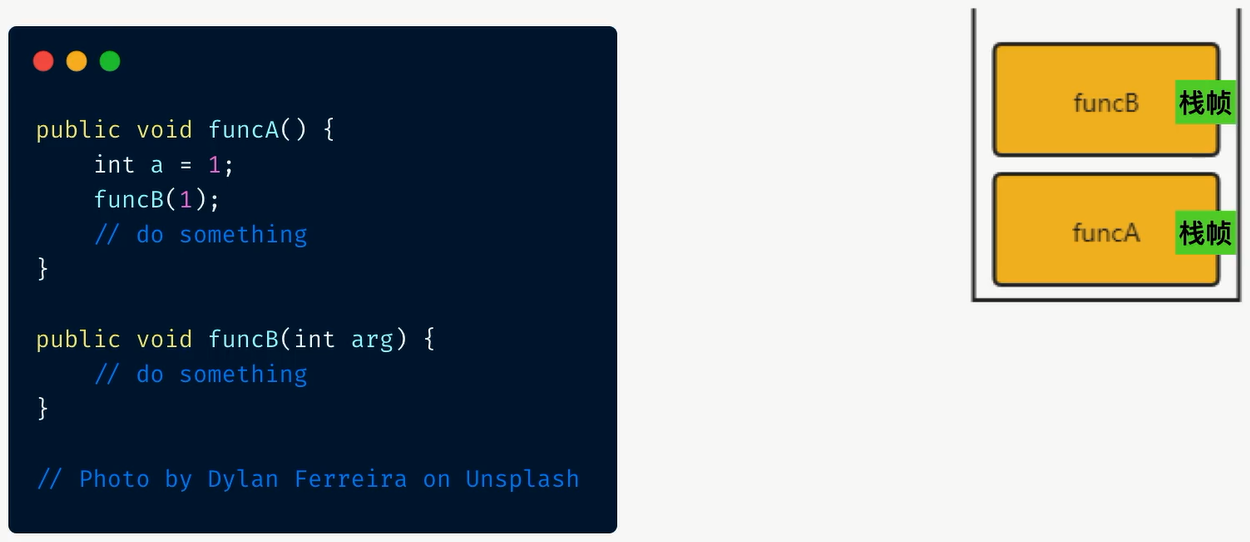 public void funcA() {
    int a = 1;
    funcB(1);
    // do something
}
public void funcB(int arg) {
    // do something
}
// Photo by Dylan Ferreira on Unsplash
funcB 栈帧
funcA 栈帧